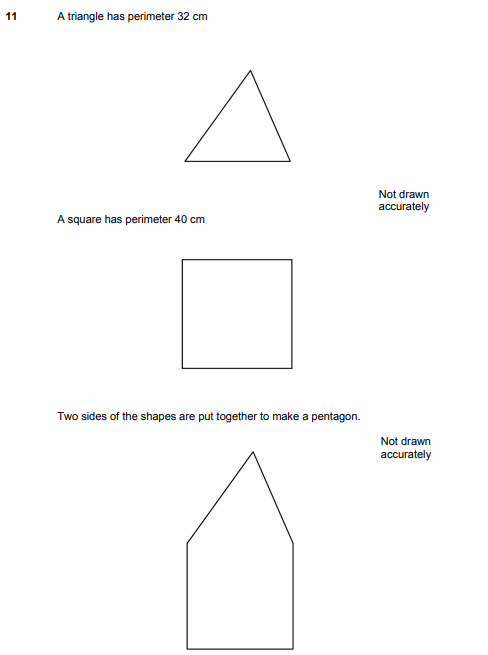 11 A triangle has perimeter 32 cm
Not drawn
accurately
A square has perimeter 40 cm
Two sides of the shapes are put together to make a pentagon.
Not drawn
accurately